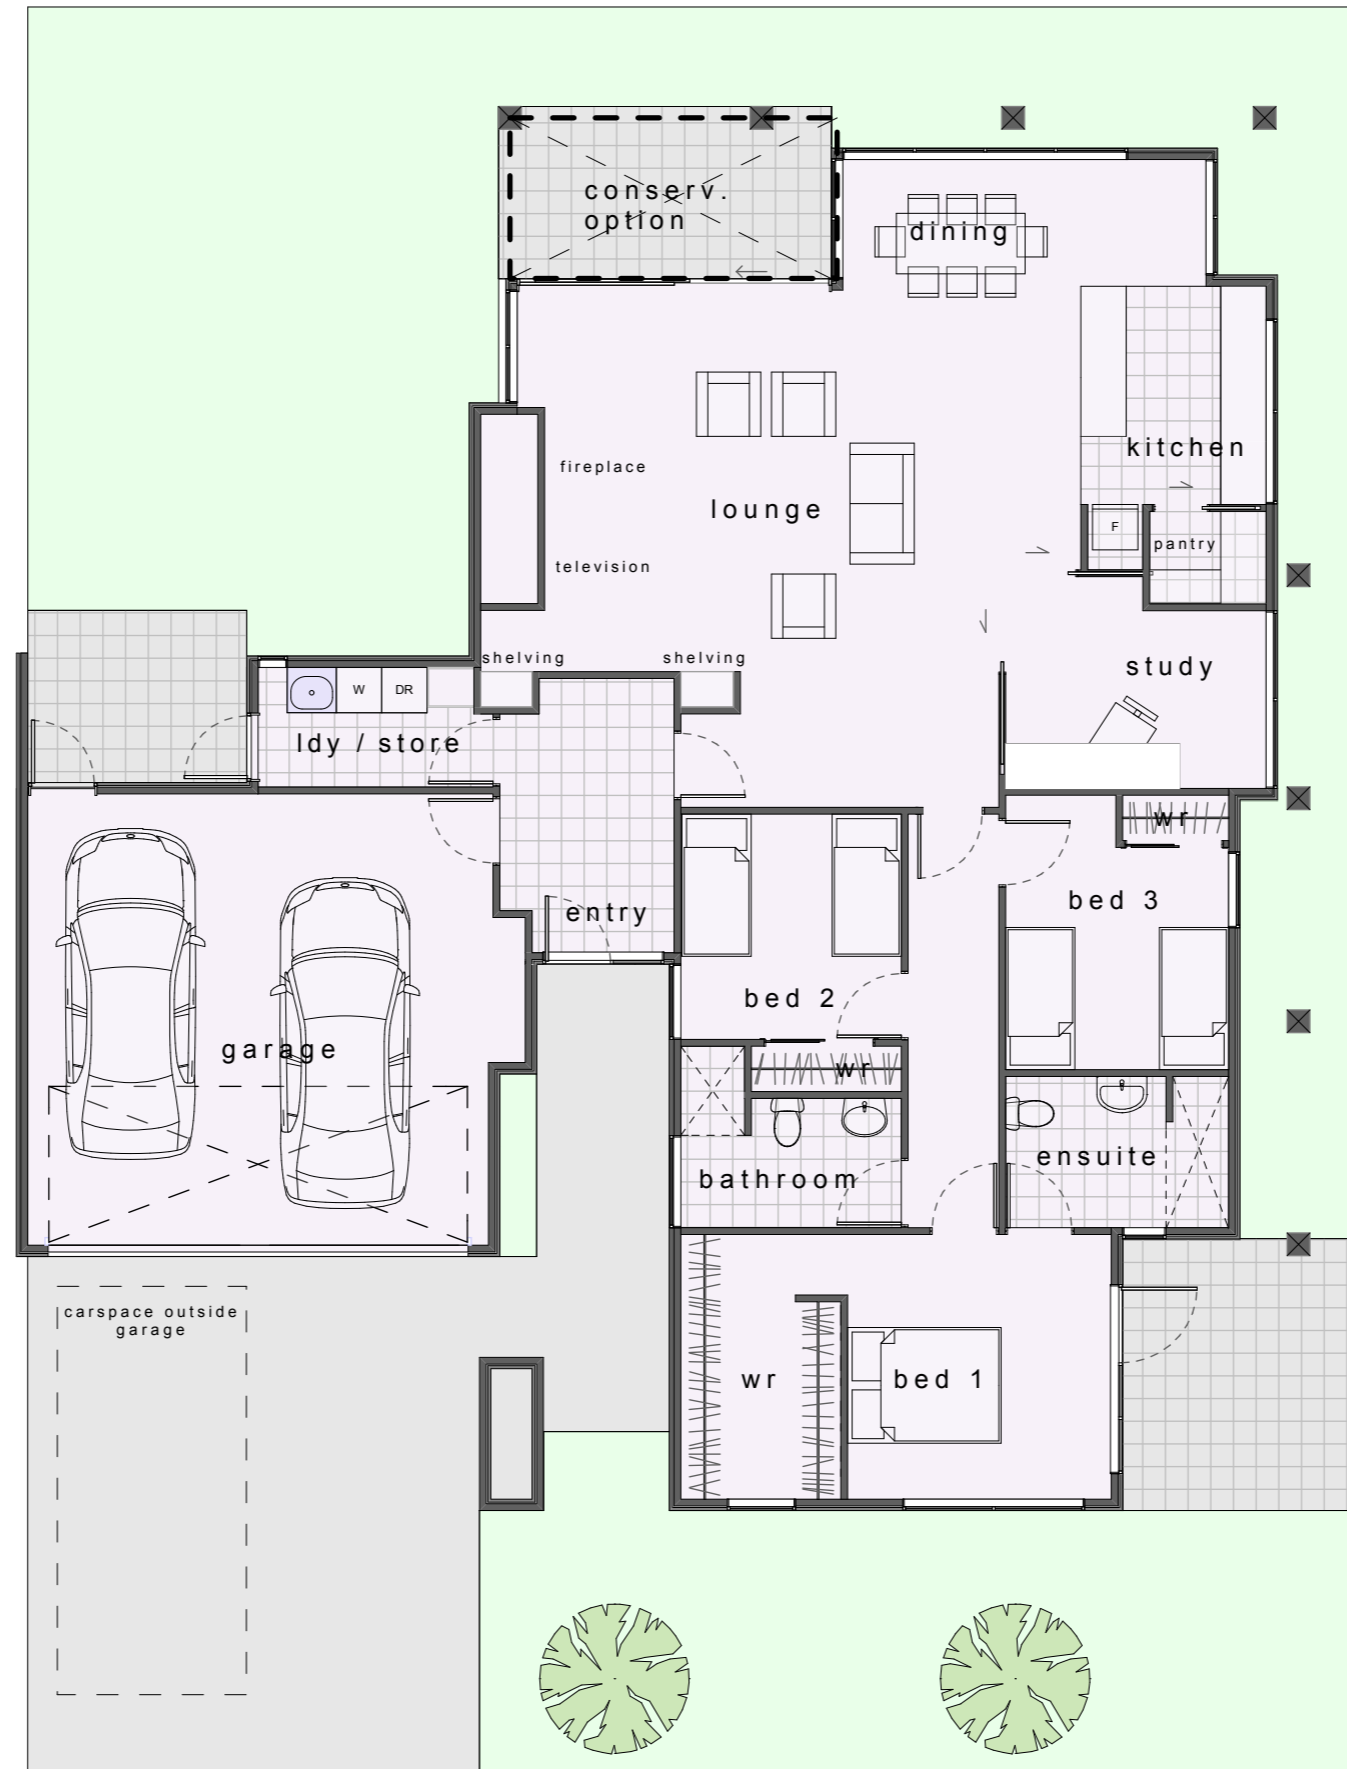 conserv.
option
dining
kitchen
fireplace
lounge
F
pantry
television
shelving
shelving
study
W
DR
ldy / store
wr
bed 3
entry
bed 2
garage
wr
ensuite
bathroom
carspace outside
garage
wr
bed 1